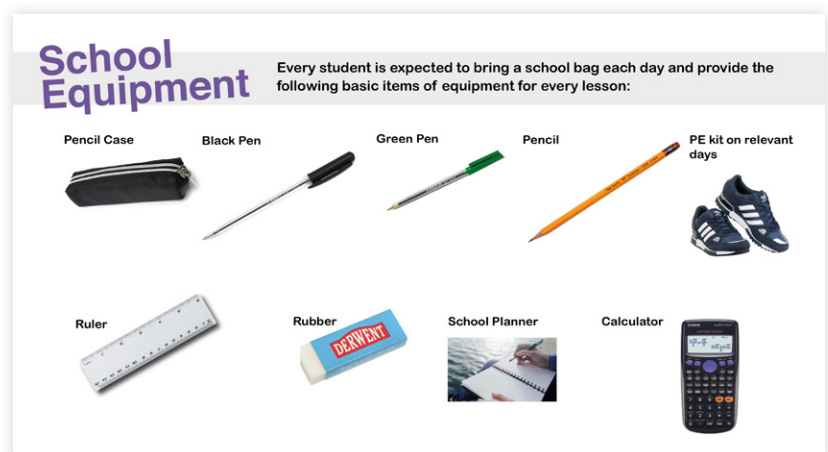 School
Equipment
Every student is expected to bring a school bag each day and provide the
following basic items of equipment for every lesson:
Pencil Case
Black Pen
Green Pen
Pencil
PE kit on relevant
days
Ruler
Rubber
School Planner
Calculator
DERWENT
CASIO